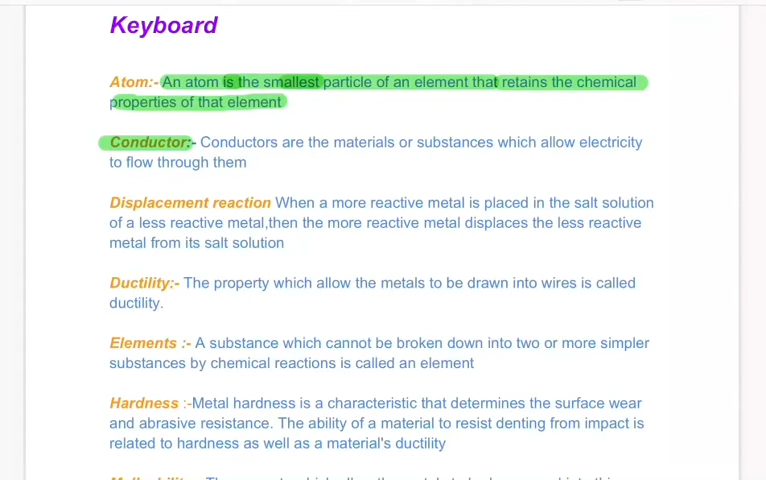 Keyboard
Atom:- An atom is the smallest particle of an element that retains the chemical
properties of that element
Conductor:- Conductors are the materials or substances which allow electricity
to flow through them
Displacement reaction When a more reactive metal is placed in the salt solution
of a less reactive metal,then the more reactive metal displaces the less reactive
metal from its salt solution
Ductility:- The property which allow the metals to be drawn into wires is called
ductility.
Elements :- A substance which cannot be broken down into two or more simpler
substances by chemical reactions is called an element
Hardness :-Metal hardness is a characteristic that determines the surface wear
and abrasive resistance. The ability of a material to resist denting from impact is
related to hardness as well as a material's ductility